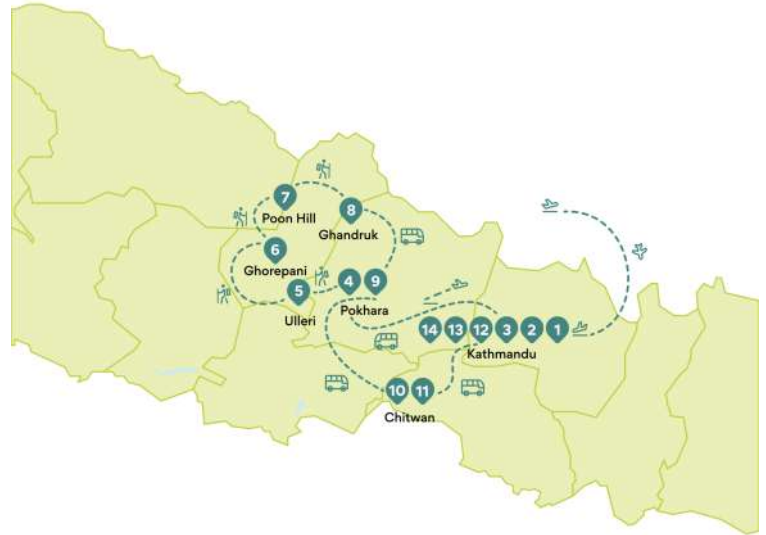 7
Poon Hill
8
Ghandruk
6
Ghorepani
5
Ulleri
4 9
Pokhara
14 13 12 3 2 1
Kathmandu
10 11
Chitwan